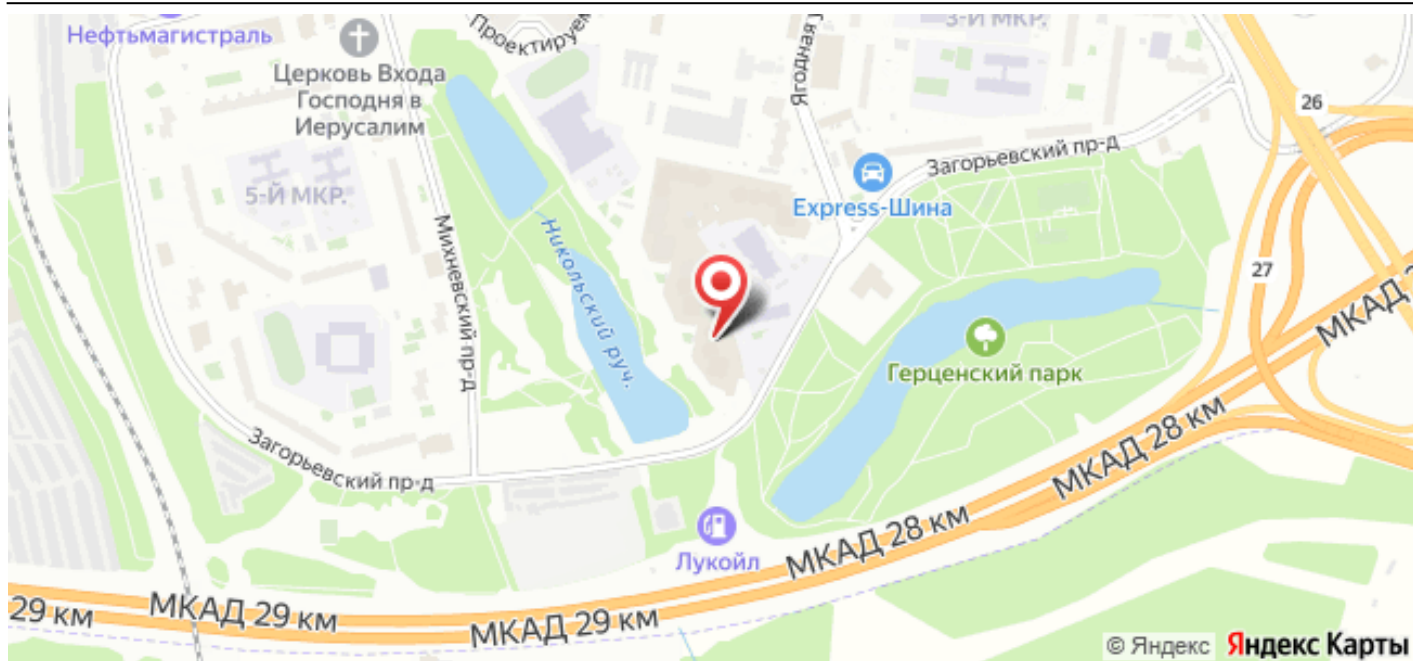 Нефтьмагистраль
Проектируем
Ягодная у
3-Й МКР.
Церковь Входа
Господня в
Иерусалим
26
Загорьевский пр-д
Express-Шина
5-Й МКР.
Михневский пр-д
Никольский руч.
27
МКАД 2
Герценский парк
Загорьевский пр-д
МКАД 28 км
Лукойл
МКАД 28 км
29 км
МКАД 29 км
МКАД 29 км
© Яндекс Яндекс Карты